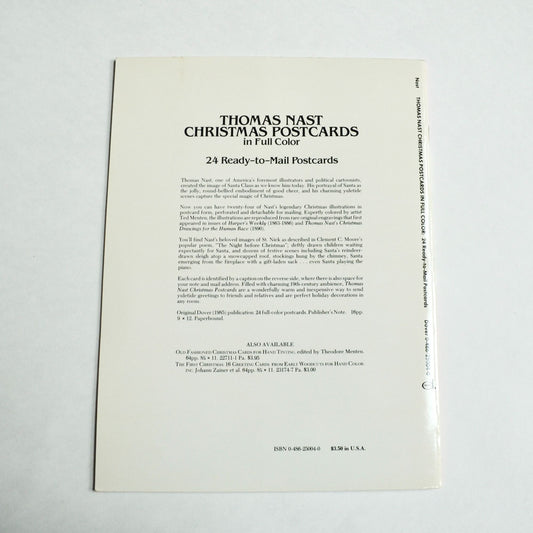 THOMAS NAST
CHRISTMAS POSTCARDS
in Full Color
24 Ready-to-Mail Postcards
Thomas Nast, one of America's foremost illustrators and political cartoonists,
created the image of Santa Claus as we know him today. His portrayal of Santa as
the jolly, round-bellied embodiment of good cheer, and his charming yuletide
scenes capture the special magic of Christmas.
Now you can have twenty-four of Nast's legendary Christmas illustrations in
postcard form, perforated and detachable for mailing. Expertly colored by artist
Ted Menten, the illustrations are reproduced from rare original engravings that first
appeared in issues of Harper's Weekly (1863-1886) and Thomas Nast's Christmas
Drawings for the Human Race (1890).
You'll find Nast's beloved images of St. Nick as described in Clement C. Moore's
popular poem, "The Night before Christmas," deftly drawn children waiting
expectantly for Santa, and dozens of festive scenes including Santa's reindeer-
drawn sleigh atop a snowcapped roof, stockings hung by the chimney, Santa
emerging from the fireplace with a gift-laden sack . . . even Santa playing the
piano.
Each card is identified by a caption on the reverse side, where there is also space for
your note and mail address. Filled with charming 19th-century ambience, Thomas
Nast Christmas Postcards are a wonderfully warm and inexpensive way to send
yuletide greetings to friends and relatives and are perfect holiday decorations in
any room.
Original Dover (1985) publication. 24 full-color postcards. Publisher's Note. 16pp.
9 × 12. Paperbound.
ALSO AVAILABLE
OLD-FASHIONED CHRISTMAS CARDS FOR HAND TINTING, edited by Theodore Menten.
64pp. 8¼ × 11. 22711-1 Pa. $3.95
THE FIRST CHRISTMAS: 16 GREETING CARDS FROM EARLY WOODCUTS FOR HAND COLOR-
ING, Johann Zainer et al. 64pp. 8¼ × 11. 23174-7 Pa. $3.00
ISBN 0-486-25004-0 $3.50 in U.S.A.
Nast THOMAS NAST CHRISTMAS POSTCARDS IN FULL COLOR: 24 Ready-to-Mail Postcards Dover 0-486-25004-0